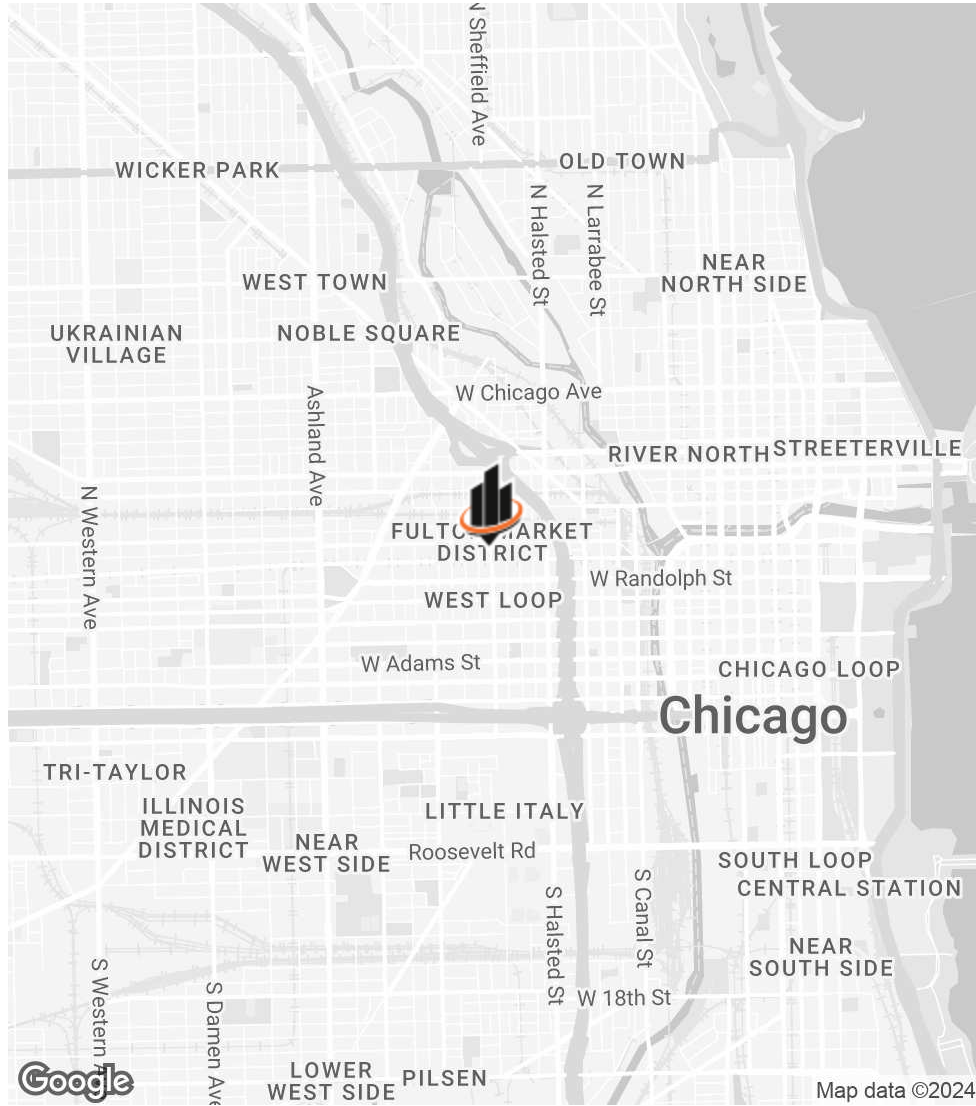 N Sheffield Ave
WICKER PARK
OLD TOWN
N Halsted St
N Larrabee St
NEAR
NORTH SIDE
WEST TOWN
UKRAINIAN
VILLAGE
NOBLE SQUARE
W Chicago Ave
Ashland Ave
RIVER NORTH
STREETERVILLE
N Western Ave
FULTO MARKET
DISTRICT
W Randolph St
WEST LOOP
W Adams St
CHICAGO LOOP
Chicago
TRI-TAYLOR
ILLINOIS
MEDICAL
DISTRICT
LITTLE ITALY
NEAR
WEST SIDE
Roosevelt Rd
SOUTH LOOP
CENTRAL STATION
S Halsted St
S Canal St
NEAR
SOUTH SIDE
S Western A
S Damen Ave
W 18th St
LOWER
WEST SIDE
PILSEN
Google
Map data ©2024